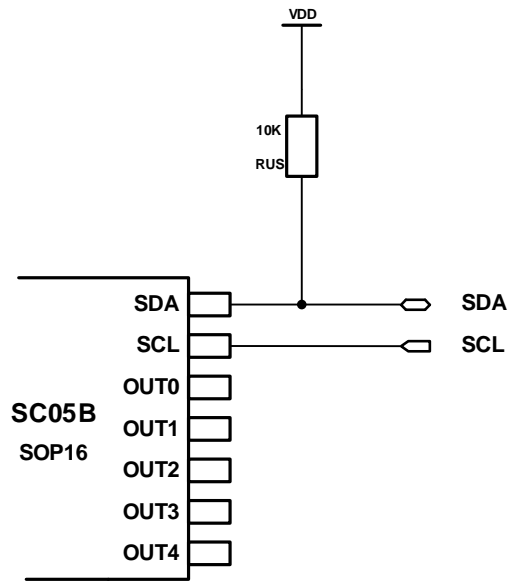 VDD
10K
RUS
SDA
SDA
SCL
SCL
OUT0
SC05B
OUT1
SOP16
OUT2
OUT3
OUT4